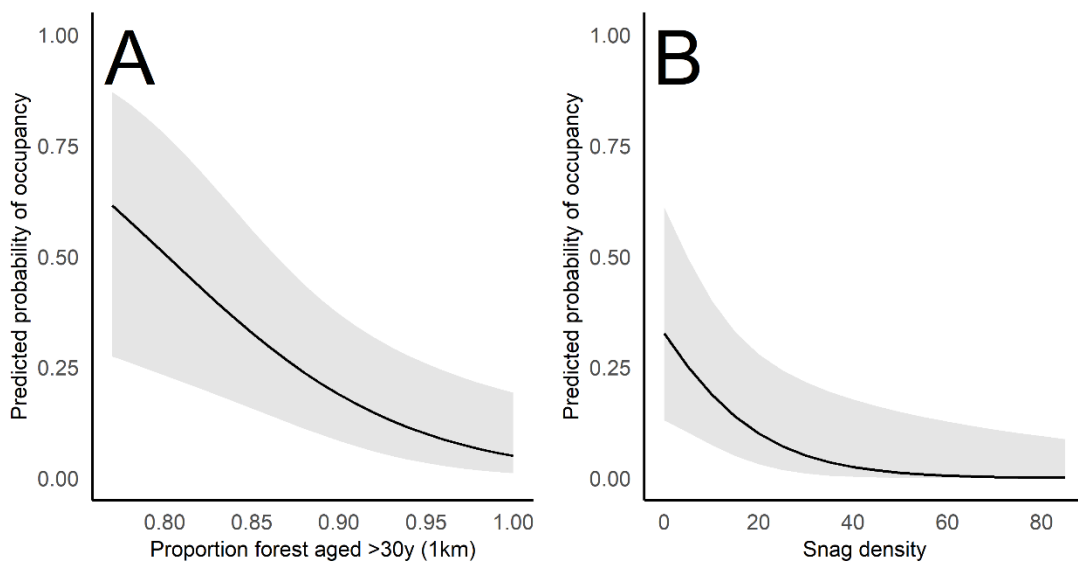 A
Predicted probability of occupancy
1.00
0.75
0.50
0.25
0.00
0.80 0.85 0.90 0.95 1.00
Proportion forest aged >30y (1km)
B
Predicted probability of occupancy
1.00
0.75
0.50
0.25
0.00
0 20 40 60 80
Snag density